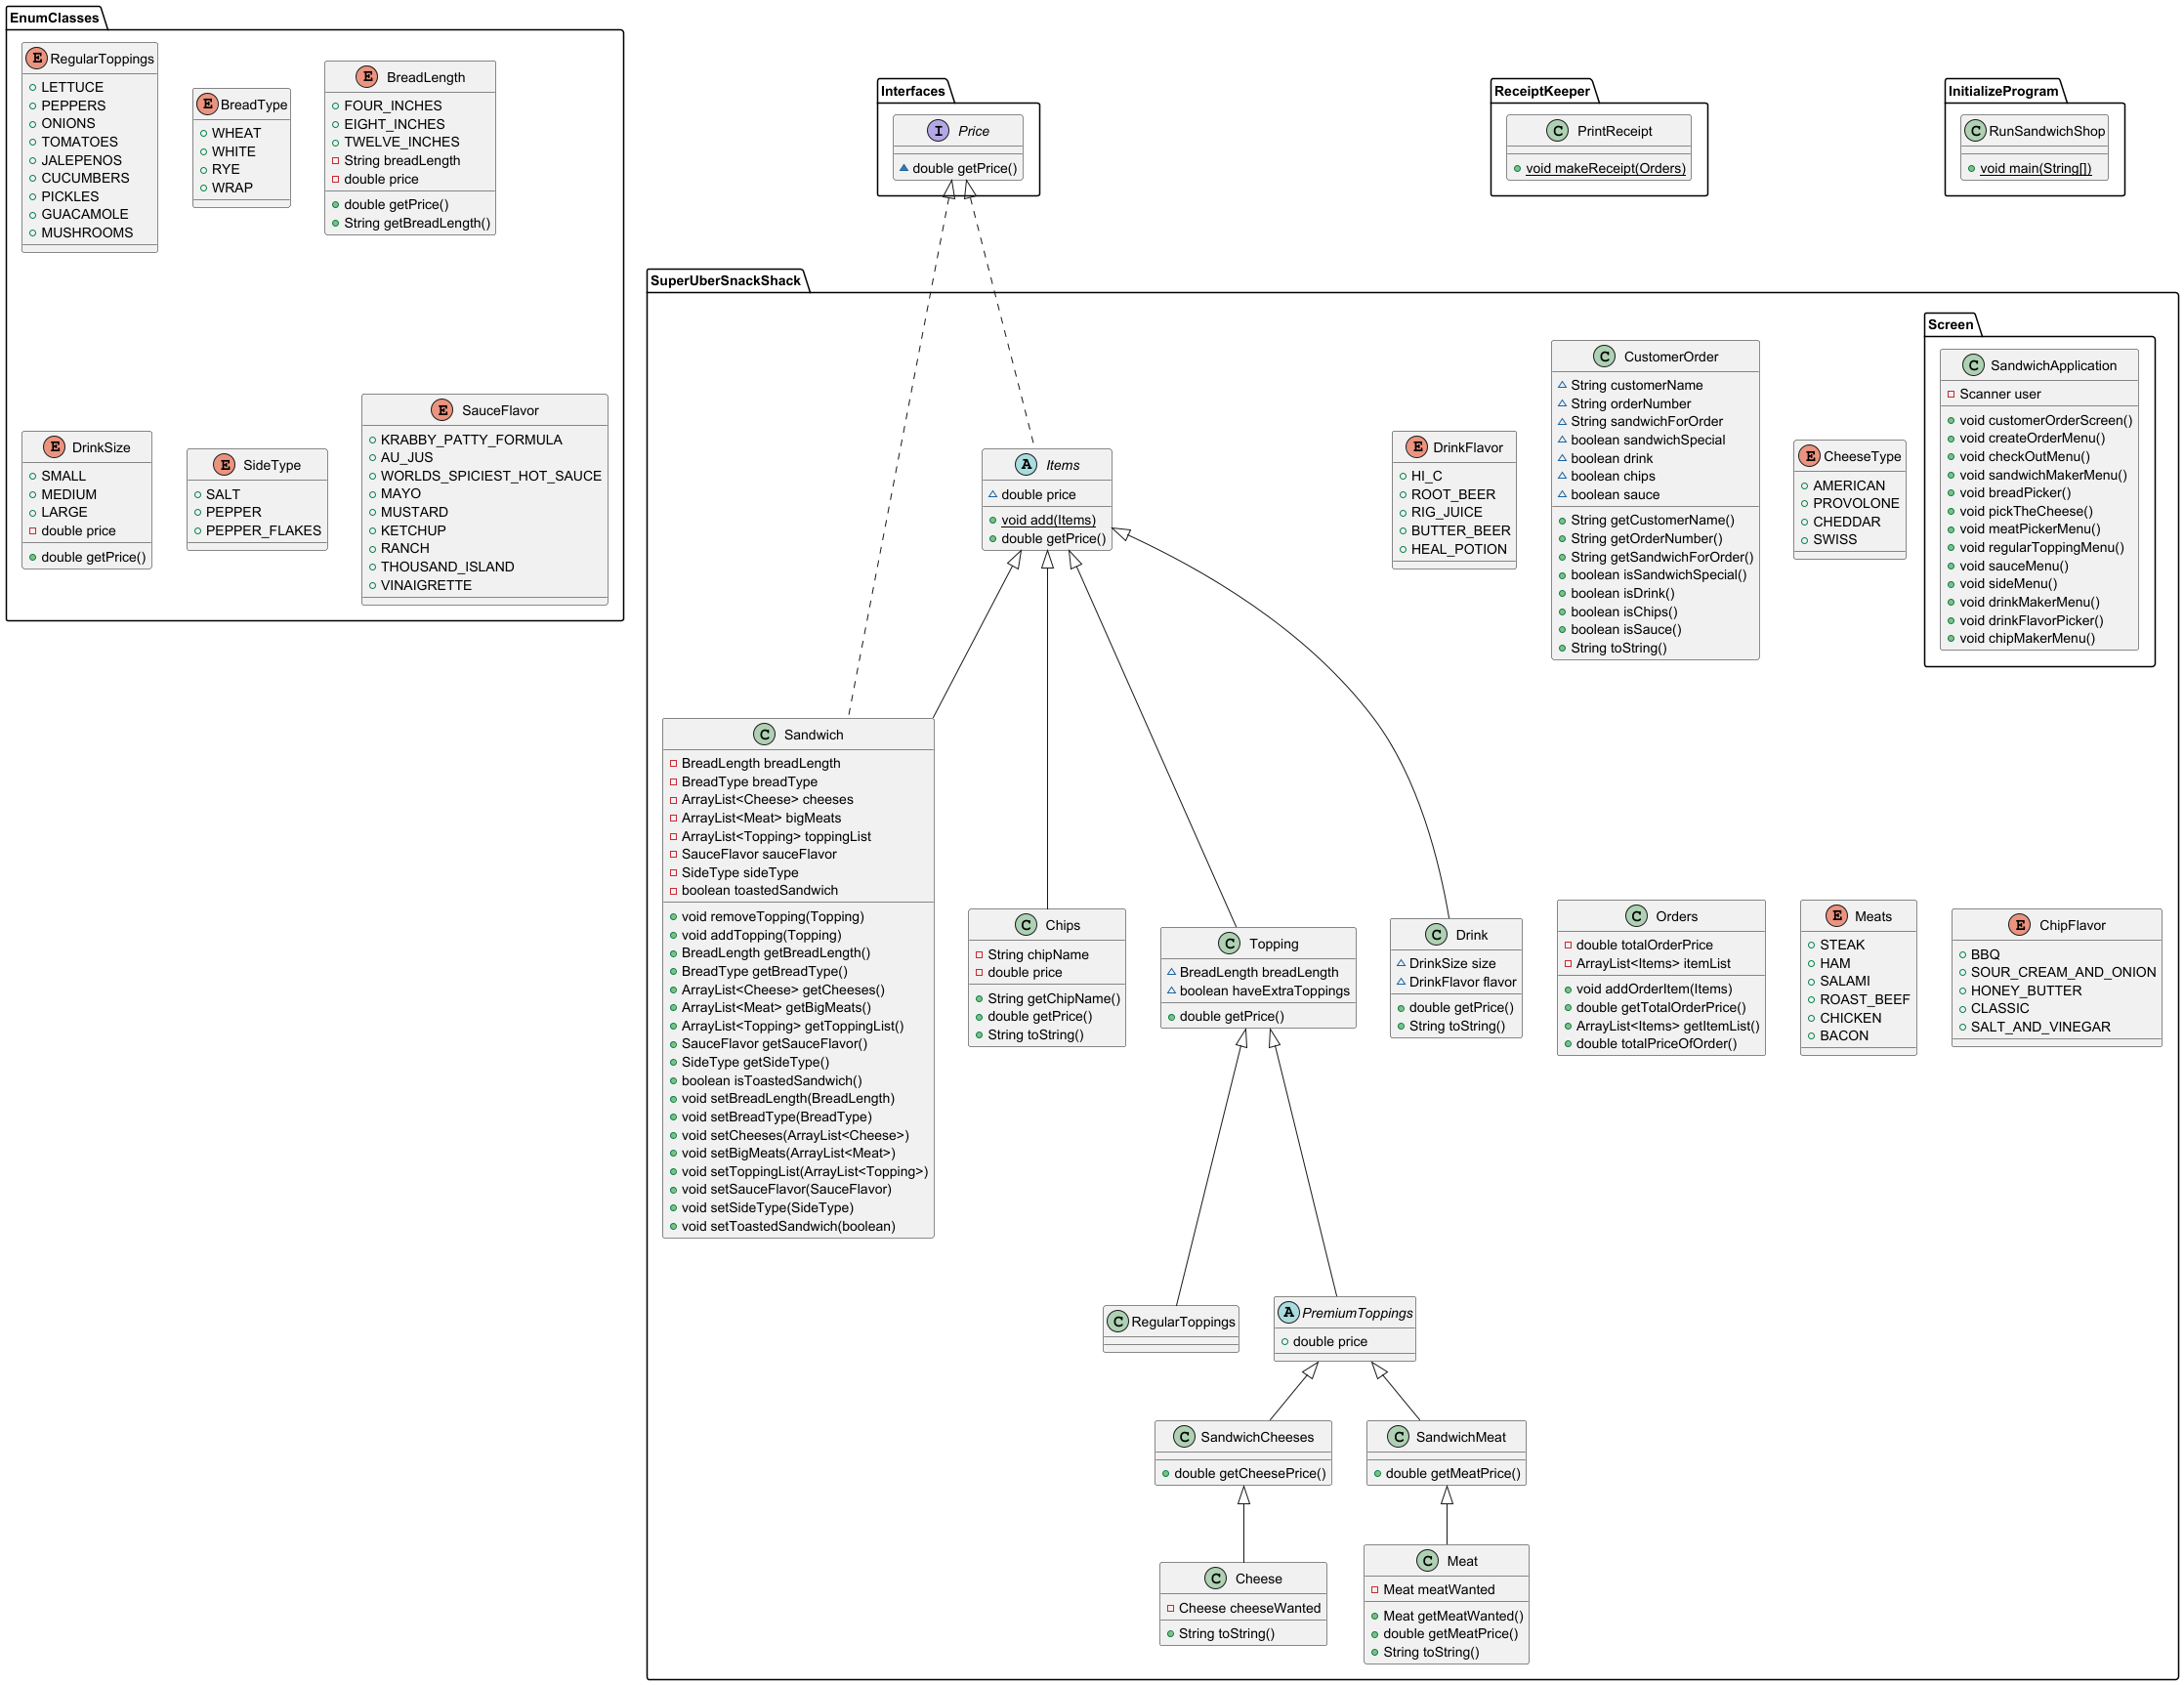 EnumClasses
E RegularToppings
LETTUCE
PEPPERS
ONIONS
TOMATOES
JALEPENOS
CUCUMBERS
PICKLES
GUACAMOLE
MUSHROOMS
E BreadType
WHEAT
WHITE
RYE
WRAP
E BreadLength
FOUR_INCHES
EIGHT_INCHES
TWELVE_INCHES
String breadLength
double price
double getPrice()
String getBreadLength()
E DrinkSize
SMALL
MEDIUM
LARGE
double price
double getPrice()
E SideType
SALT
PEPPER
PEPPER_FLAKES
E SauceFlavor
KRABBY_PATTY_FORMULA
AU_JUS
WORLDS_SPICIEST_HOT_SAUCE
MAYO
MUSTARD
KETCHUP
RANCH
THOUSAND_ISLAND
VINAIGRETTE
Interfaces
I Price
double getPrice()
ReceiptKeeper
C PrintReceipt
void makeReceipt(Orders)
InitializeProgram
C RunSandwichShop
void main(String[])
SuperUberSnackShack
A Items
double price
void add(Items)
double getPrice()
E DrinkFlavor
HI_C
ROOT_BEER
RIG_JUICE
BUTTER_BEER
HEAL_POTION
C CustomerOrder
String customerName
String orderNumber
String sandwichForOrder
boolean sandwichSpecial
boolean drink
boolean chips
boolean sauce
String getCustomerName()
String getOrderNumber()
String getSandwichForOrder()
boolean isSandwichSpecial()
boolean isDrink()
boolean isChips()
boolean isSauce()
String toString()
E CheeseType
AMERICAN
PROVOLONE
CHEDDAR
SWISS
Screen
C SandwichApplication
Scanner user
void customerOrderScreen()
void createOrderMenu()
void checkOutMenu()
void sandwichMakerMenu()
void breadPicker()
void pickTheCheese()
void meatPickerMenu()
void regularToppingMenu()
void sauceMenu()
void sideMenu()
void drinkMakerMenu()
void drinkFlavorPicker()
void chipMakerMenu()
C Sandwich
BreadLength breadLength
BreadType breadType
ArrayList<Cheese> cheeses
ArrayList<Meat> bigMeats
ArrayList<Topping> toppingList
SauceFlavor sauceFlavor
SideType sideType
boolean toastedSandwich
void removeTopping(Topping)
void addTopping(Topping)
BreadLength getBreadLength()
BreadType getBreadType()
ArrayList<Cheese> getCheeses()
ArrayList<Meat> getBigMeats()
ArrayList<Topping> getToppingList()
SauceFlavor getSauceFlavor()
SideType getSideType()
boolean isToastedSandwich()
void setBreadLength(BreadLength)
void setBreadType(BreadType)
void setCheeses(ArrayList<Cheese>)
void setBigMeats(ArrayList<Meat>)
void setToppingList(ArrayList<Topping>)
void setSauceFlavor(SauceFlavor)
void setSideType(SideType)
void setToastedSandwich(boolean)
C Chips
String chipName
double price
String getChipName()
double getPrice()
String toString()
C Topping
BreadLength breadLength
boolean haveExtraToppings
double getPrice()
C Drink
DrinkSize size
DrinkFlavor flavor
double getPrice()
String toString()
C Orders
double totalOrderPrice
ArrayList<Items> itemList
void addOrderItem(Items)
double getTotalOrderPrice()
ArrayList<Items> getItemList()
double totalPriceOfOrder()
E Meats
STEAK
HAM
SALAMI
ROAST_BEEF
CHICKEN
BACON
E ChipFlavor
BBQ
SOUR_CREAM_AND_ONION
HONEY_BUTTER
CLASSIC
SALT_AND_VINEGAR
C RegularToppings
A PremiumToppings
double price
C SandwichCheeses
double getCheesePrice()
C SandwichMeat
double getMeatPrice()
C Cheese
Cheese cheeseWanted
String toString()
C Meat
Meat meatWanted
Meat getMeatWanted()
double getMeatPrice()
String toString()